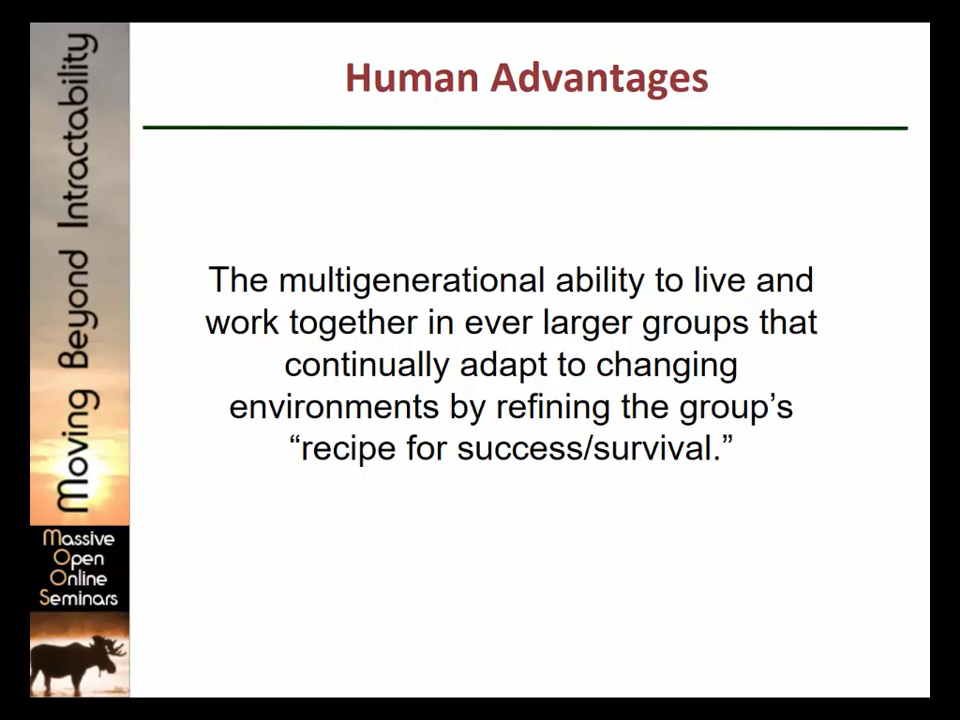 Human Advantages
The multigenerational ability to live and
work together in ever larger groups that
continually adapt to changing
environments by refining the group’s
“recipe for success/survival.”
Moving Beyond Intractability
Massive
Open
Online
Seminars